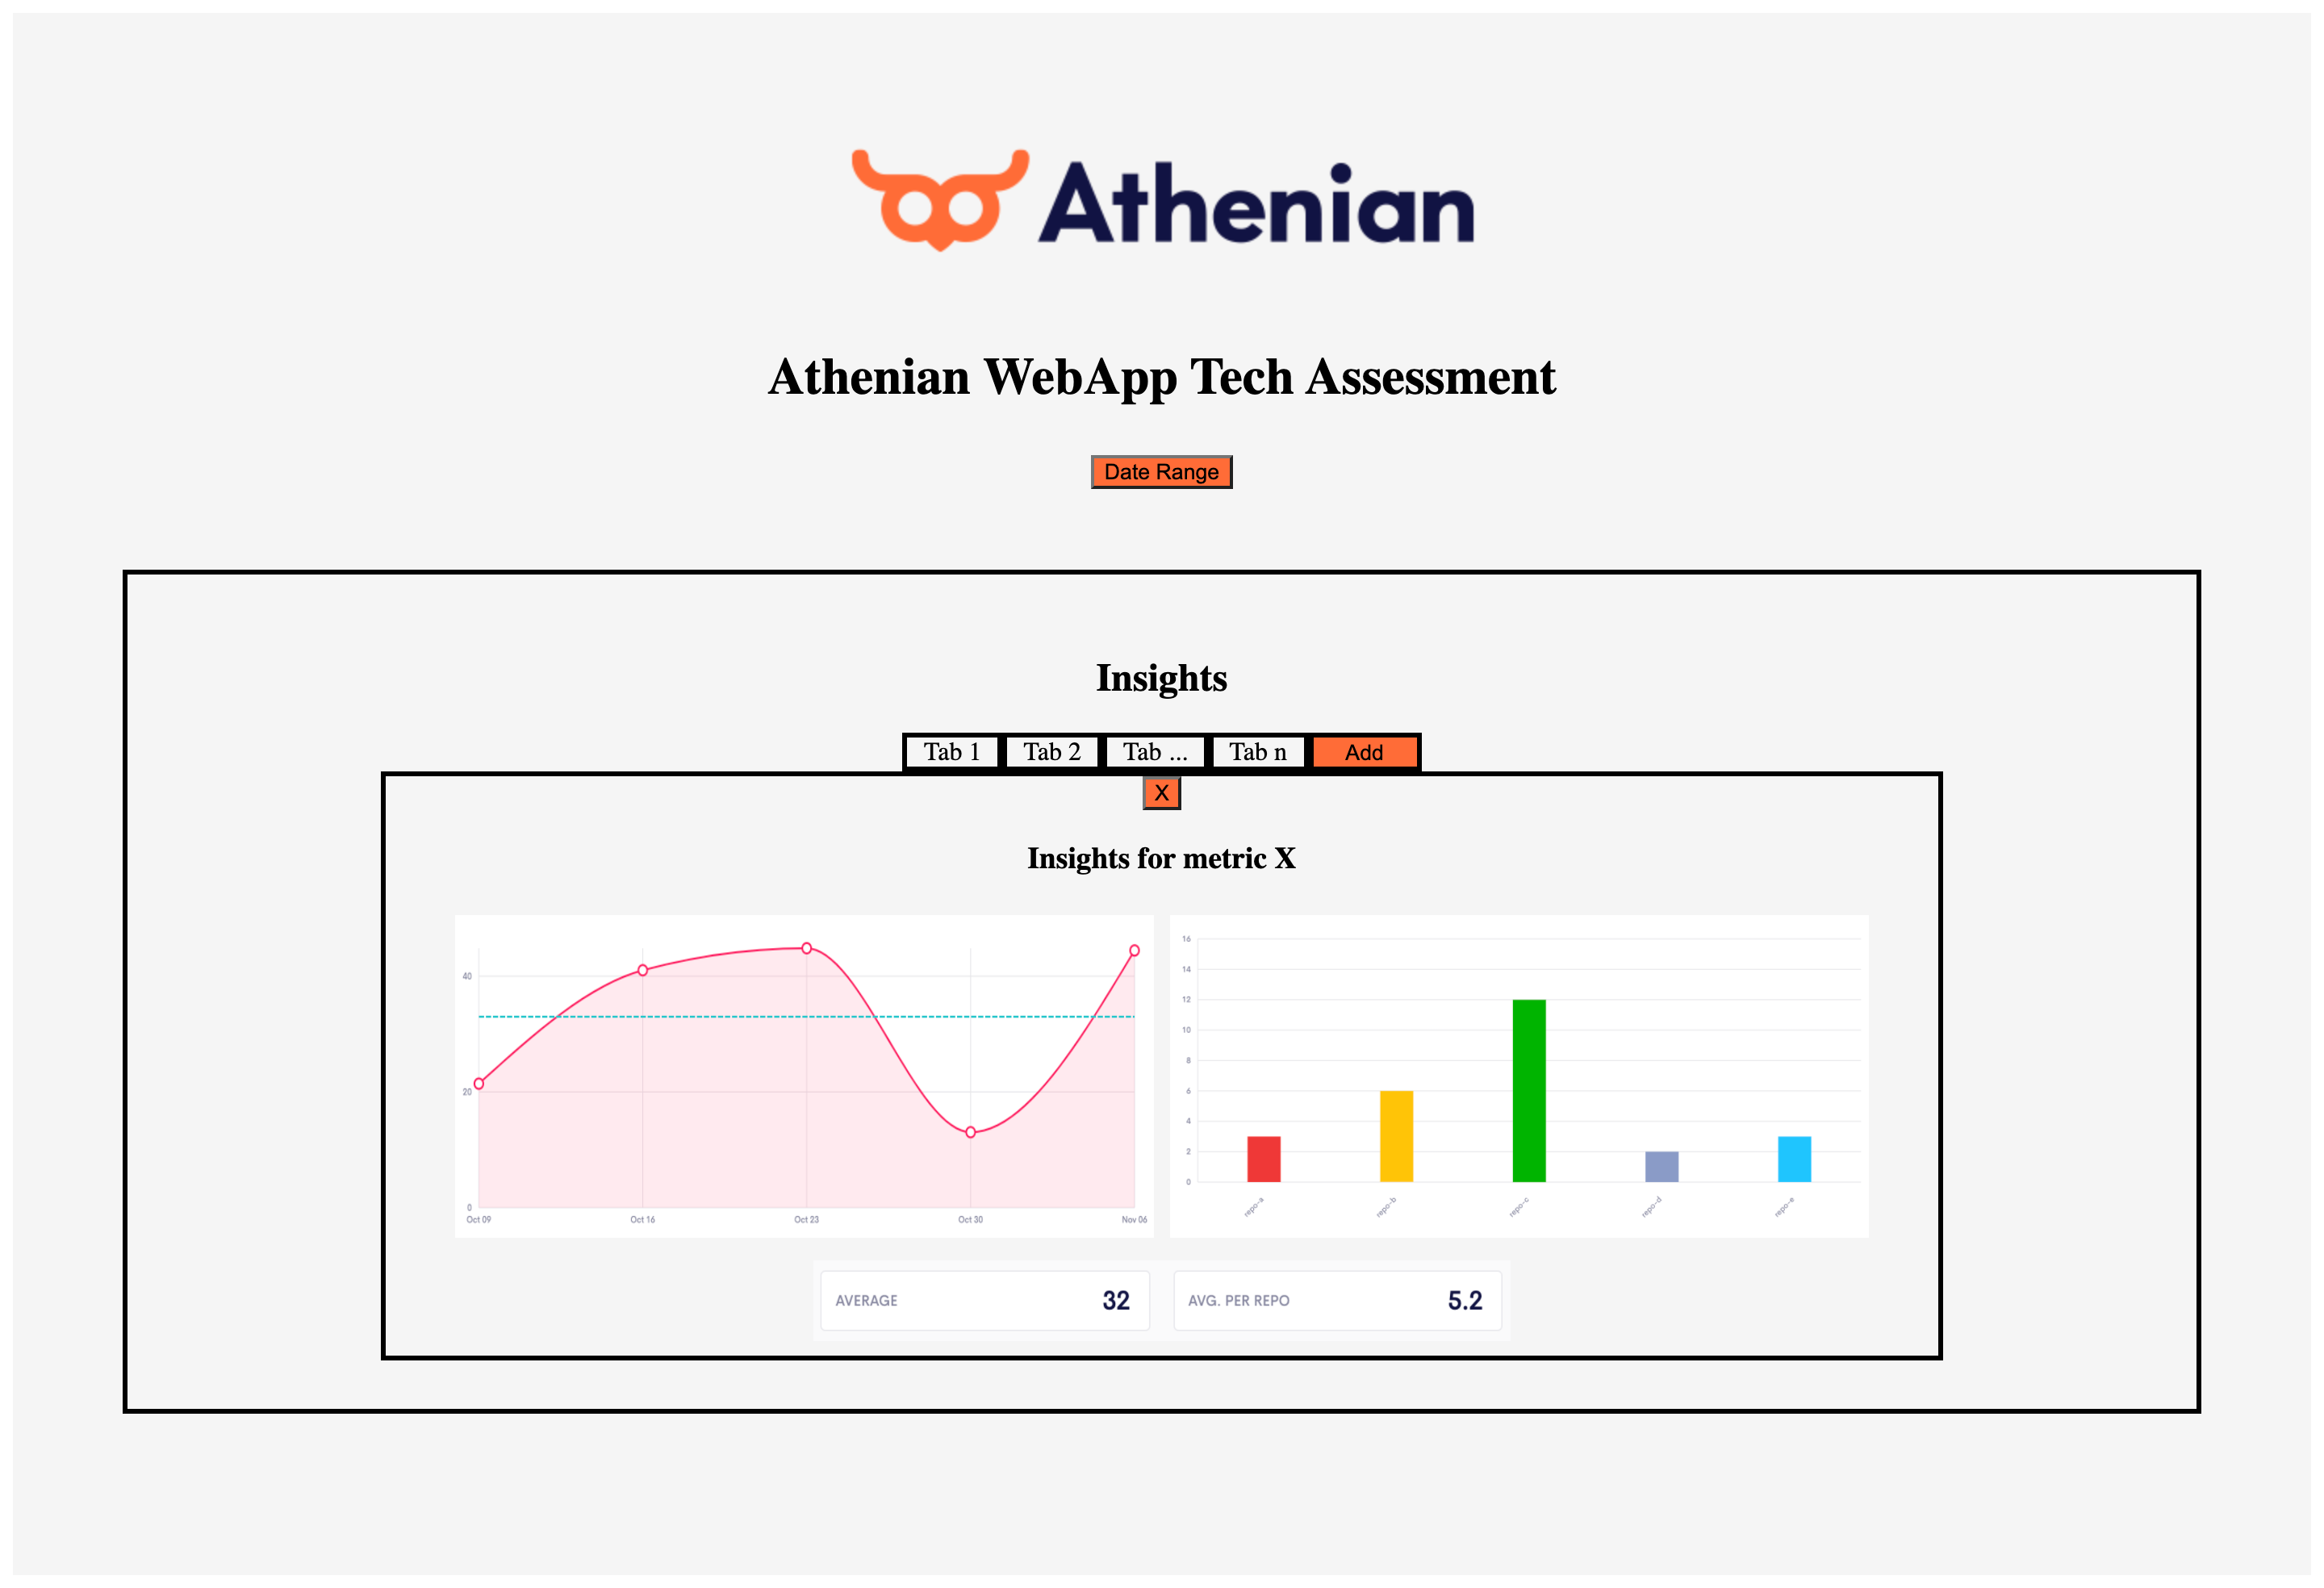 Athenian
Athenian WebApp Tech Assessment
Date Range
Insights
Tab 1 Tab 2 Tab ... Tab n Add
X
Insights for metric X
40
20
0
Oct 09 Oct 16 Oct 23 Oct 30 Nov 06
16
14
12
10
8
6
4
2
0
repo-a repo-b repo-c repo-d repo-e
AVERAGE 32
AVG. PER REPO 5.2